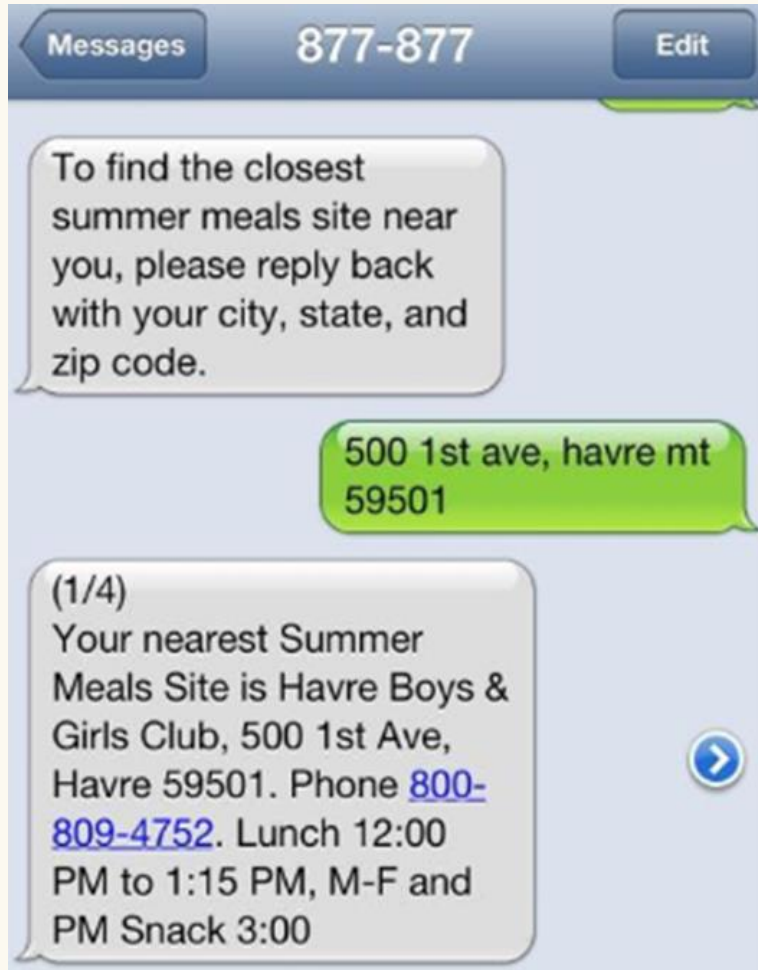 Messages
877-877
Edit
To find the closest
summer meals site near
you, please reply back
with your city, state, and
zip code.
500 1st ave, havre mt
59501
(1/4)
Your nearest Summer
Meals Site is Havre Boys &
Girls Club, 500 1st Ave,
Havre 59501. Phone 800-
809-4752. Lunch 12:00
PM to 1:15 PM, M-F and
PM Snack 3:00